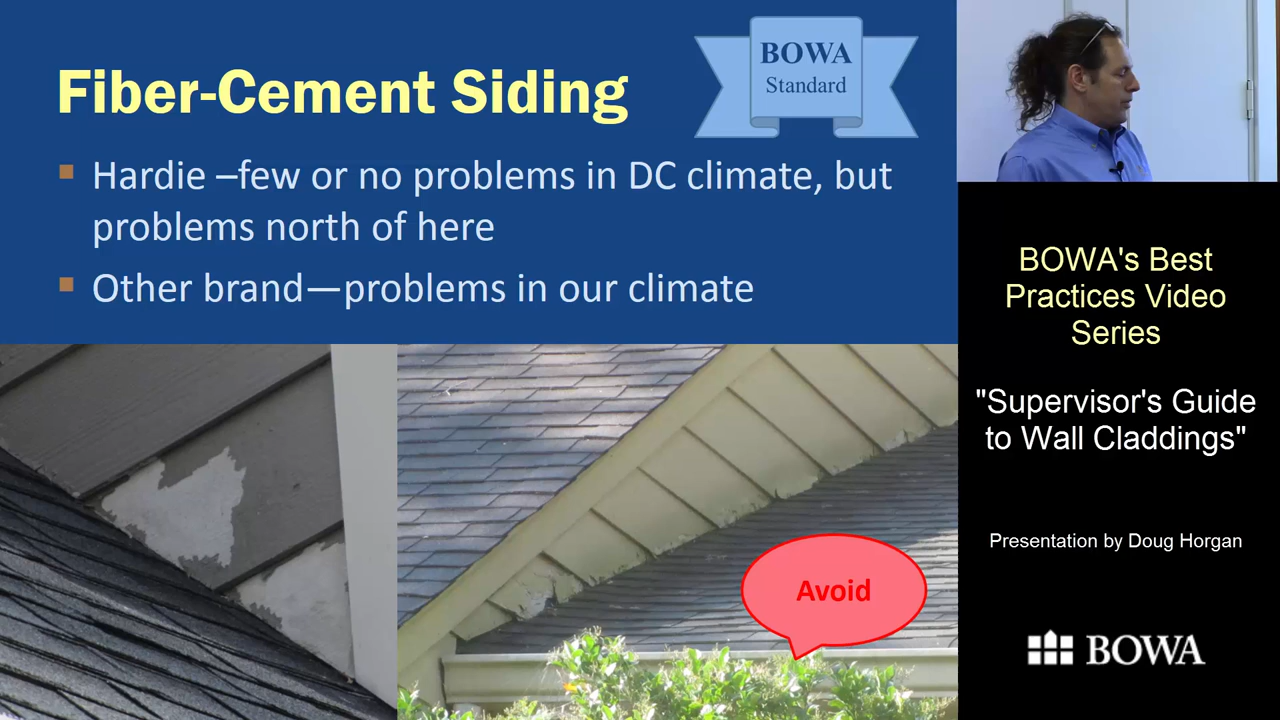 Fiber-Cement Siding
BOWA
Standard
Hardie –few or no problems in DC climate, but
problems north of here
Other brand—problems in our climate
Avoid
BOWA's Best
Practices Video
Series
"Supervisor's Guide
to Wall Claddings"
Presentation by Doug Horgan
BOWA